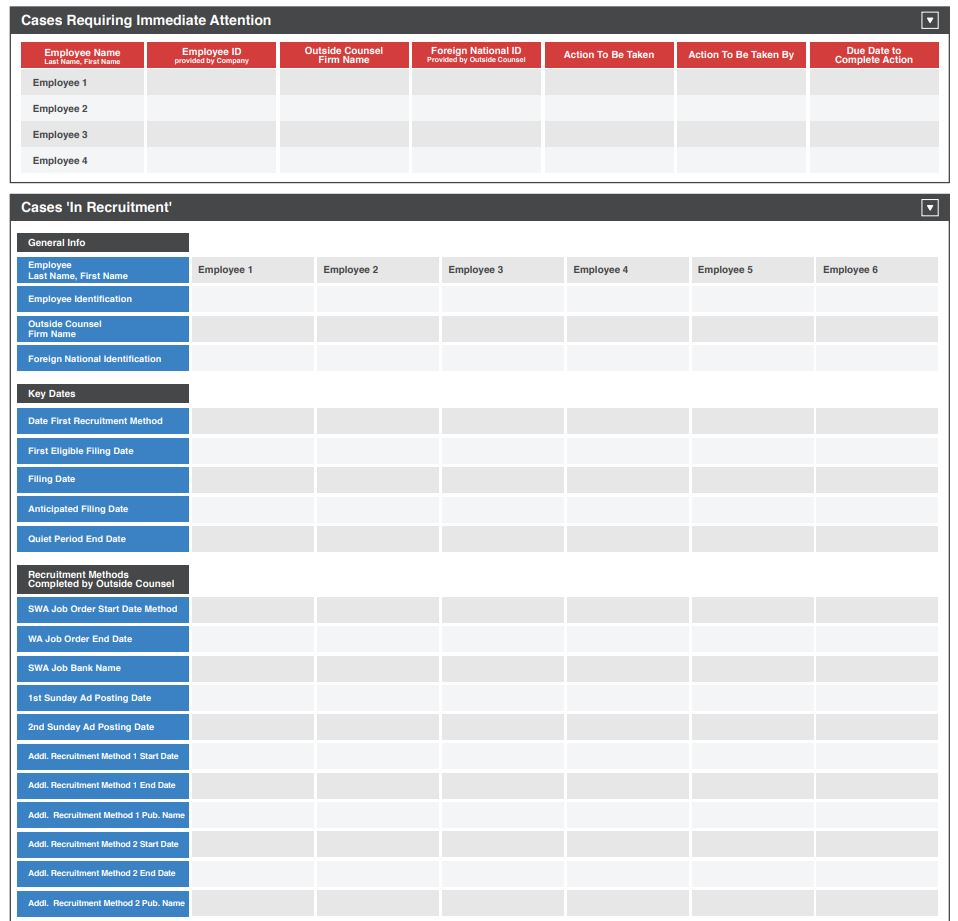 Cases Requiring Immediate Attention
Employee Name
Last Name, First Name
Employee ID
provided by Company
Outside Counsel
Firm Name
Foreign National ID
Provided by Outside Counsel
Action To Be Taken
Action To Be Taken By
Due Date to
Complete Action
Employee 1
Employee 2
Employee 3
Employee 4
Cases 'In Recruitment'
General Info
Employee
Last Name, First Name
Employee 1
Employee 2
Employee 3
Employee 4
Employee 5
Employee 6
Employee Identification
Outside Counsel
Firm Name
Foreign National Identification
Key Dates
Date First Recruitment Method
First Eligible Filing Date
Filing Date
Anticipated Filing Date
Quiet Period End Date
Recruitment Methods
Completed by Outside Counsel
SWA Job Order Start Date Method
WA Job Order End Date
SWA Job Bank Name
1st Sunday Ad Posting Date
2nd Sunday Ad Posting Date
Addl. Recruitment Method 1 Start Date
Addl. Recruitment Method 1 End Date
Addl. Recruitment Method 1 Pub. Name
Addl. Recruitment Method 2 Start Date
Addl. Recruitment Method 2 End Date
Addl. Recruitment Method 2 Pub. Name